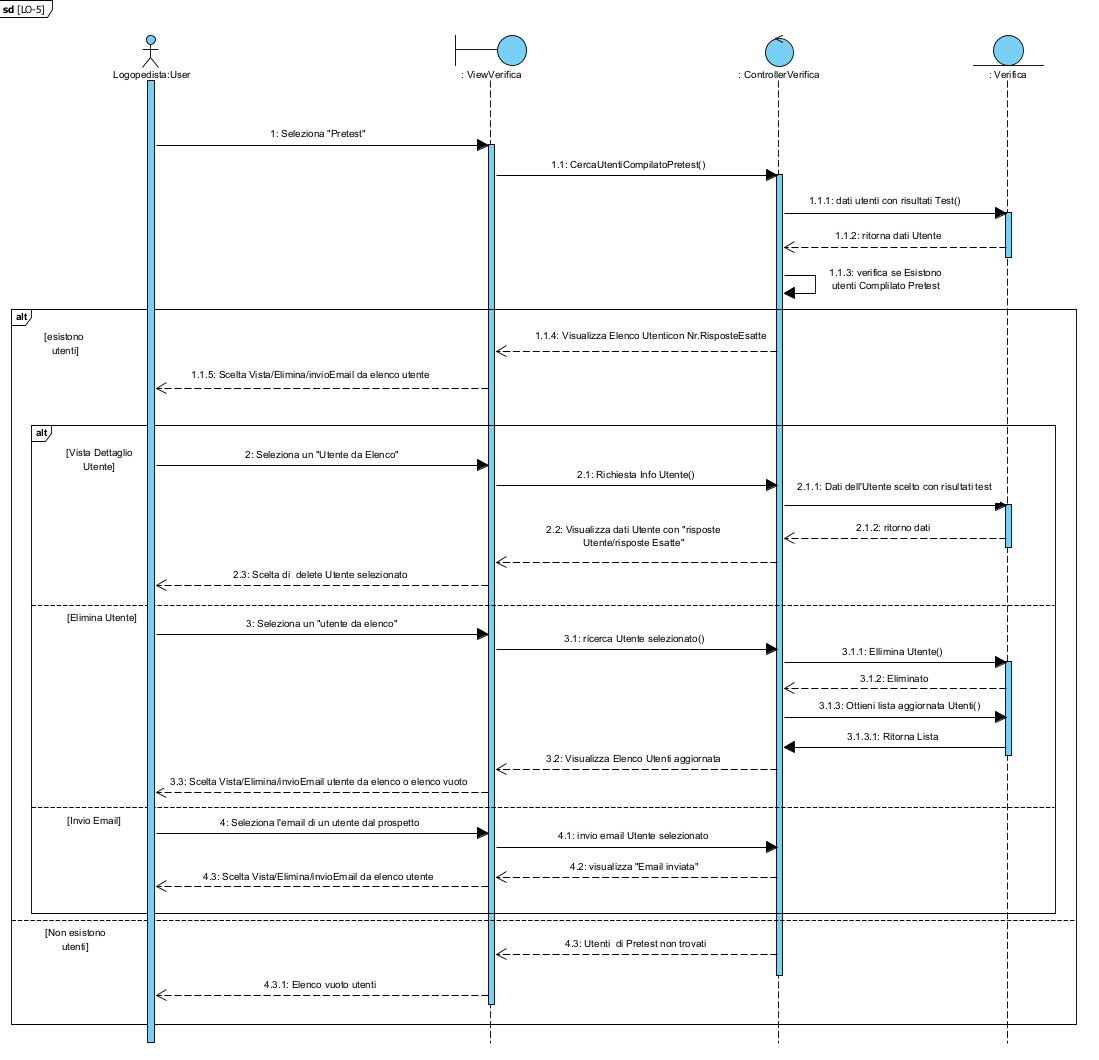 sd [LO-5]
Logopedista:User
: ViewVerifica
: ControllerVerifica
: Verifica
1: Seleziona "Pretest"
1.1: CercaUtentiCompilatoPretest()
1.1.1: dati utenti con risultati Test()
1.1.2: ritorna dati Utente
1.1.3: verifica se Esistono
utenti Complilato Pretest
alt
[esistono
utenti]
1.1.4: Visualizza Elenco Utenticon Nr.RisposteEsatte
1.1.5: Scelta Vista/Elimina/invioEmail da elenco utente
alt
[Vista Dettaglio
Utente]
2: Seleziona un "Utente da Elenco"
2.1: Richiesta Info Utente()
2.1.1: Dati dell'Utente scelto con risultati test
2.1.2: ritorno dati
2.2: Visualizza dati Utente con "risposte
Utente/risposte Esatte"
2.3: Scelta di  delete Utente selezionato
[Elimina Utente]
3: Seleziona un "utente da elenco"
3.1: ricerca Utente selezionato()
3.1.1: Ellimina Utente()
3.1.2: Eliminato
3.1.3: Ottieni lista aggiornata Utenti()
3.1.3.1: Ritorna Lista
3.2: Visualizza Elenco Utenti aggiornata
3.3: Scelta Vista/Elimina/invioEmail utente da elenco o elenco vuoto
[Invio Email]
4: Seleziona l'email di un utente dal prospetto
4.1: invio email Utente selezionato
4.2: visualizza "Email inviata"
4.3: Scelta Vista/Elimina/invioEmail da elenco utente
[Non esistono
utenti]
4.3: Utenti  di Pretest non trovati
4.3.1: Elenco vuoto utenti